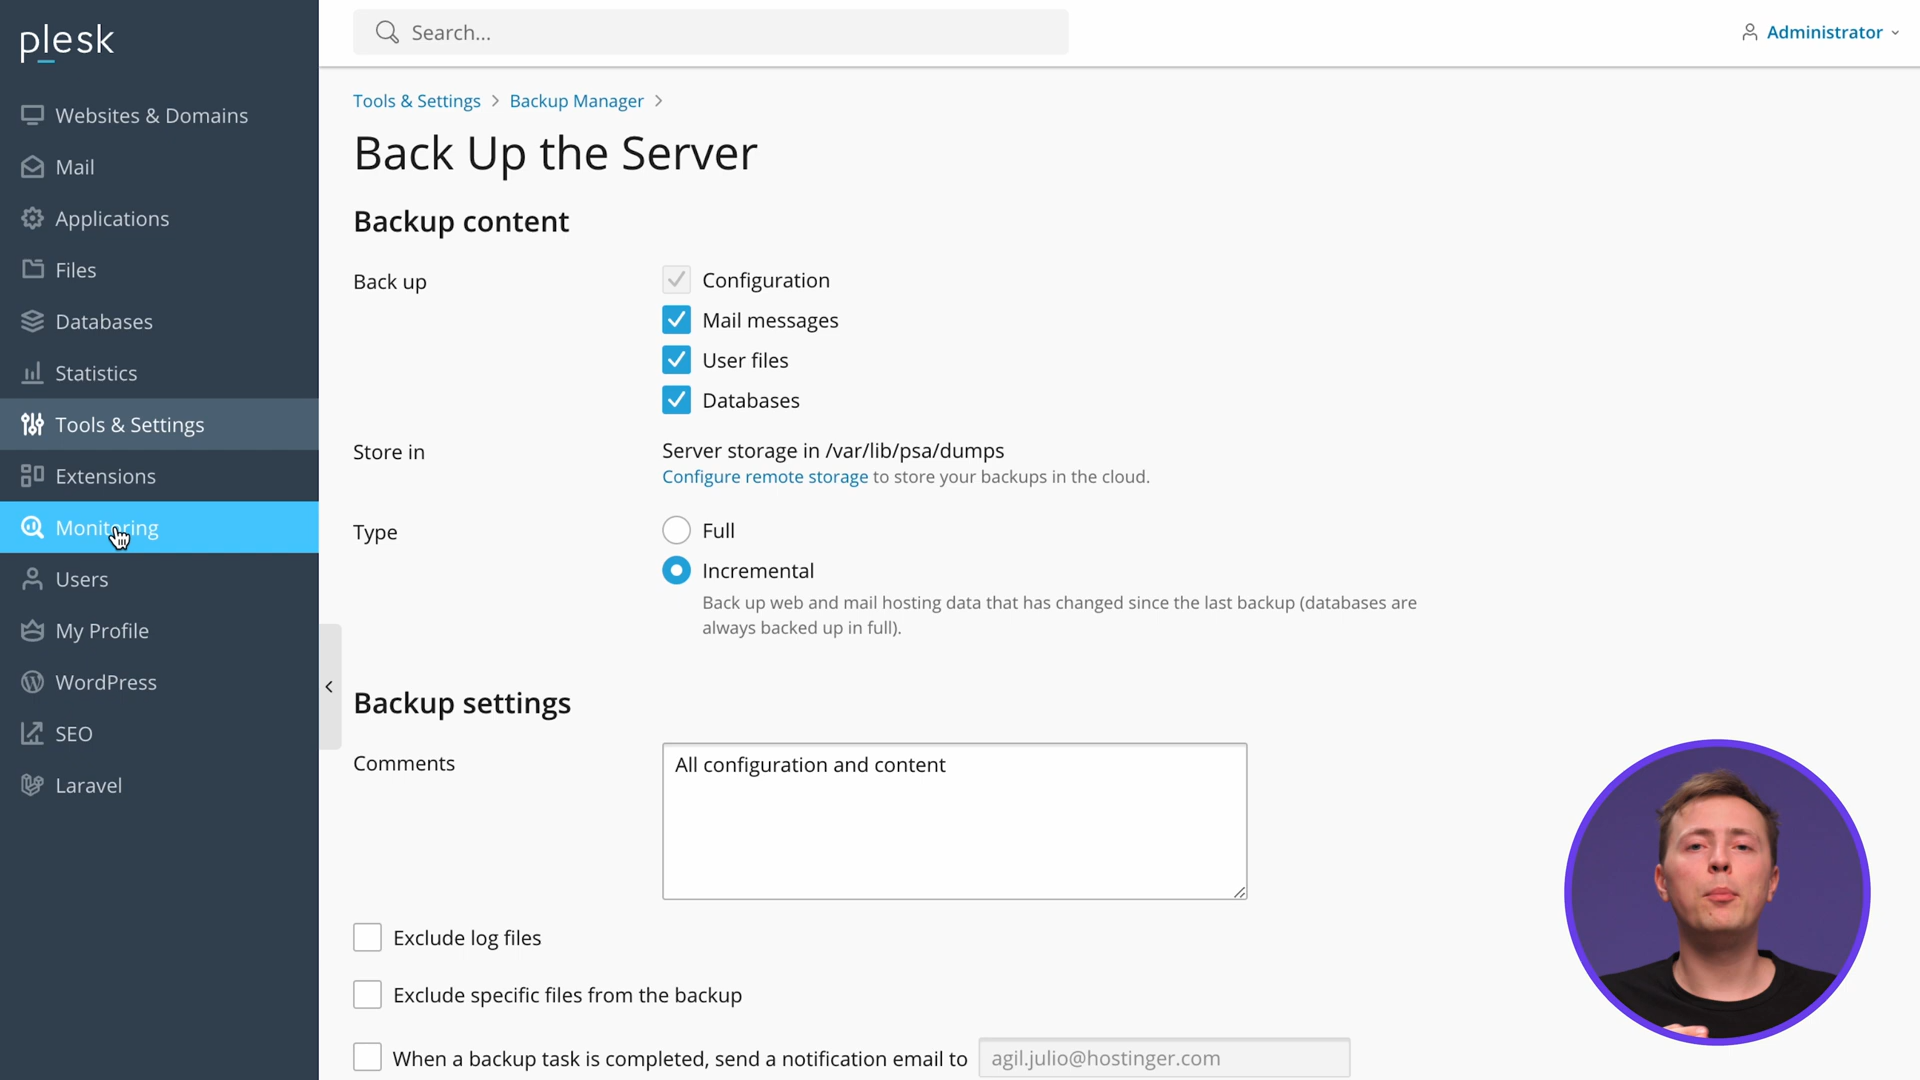 plesk
Search...
Administrator
Websites & Domains
Mail
Applications
Files
Databases
Statistics
Tools & Settings
Extensions
Monitoring
Users
My Profile
WordPress
SEO
Laravel
Tools & Settings > Backup Manager >
Back Up the Server
Backup content
Back up
Configuration
Mail messages
User files
Databases
Store in
Server storage in /var/lib/psa/dumps
Configure remote storage to store your backups in the cloud.
Type
Full
Incremental
Back up web and mail hosting data that has changed since the last backup (databases are
always backed up in full).
Backup settings
Comments
All configuration and content
Exclude log files
Exclude specific files from the backup
When a backup task is completed, send a notification email to agil.julio@hostinger.com